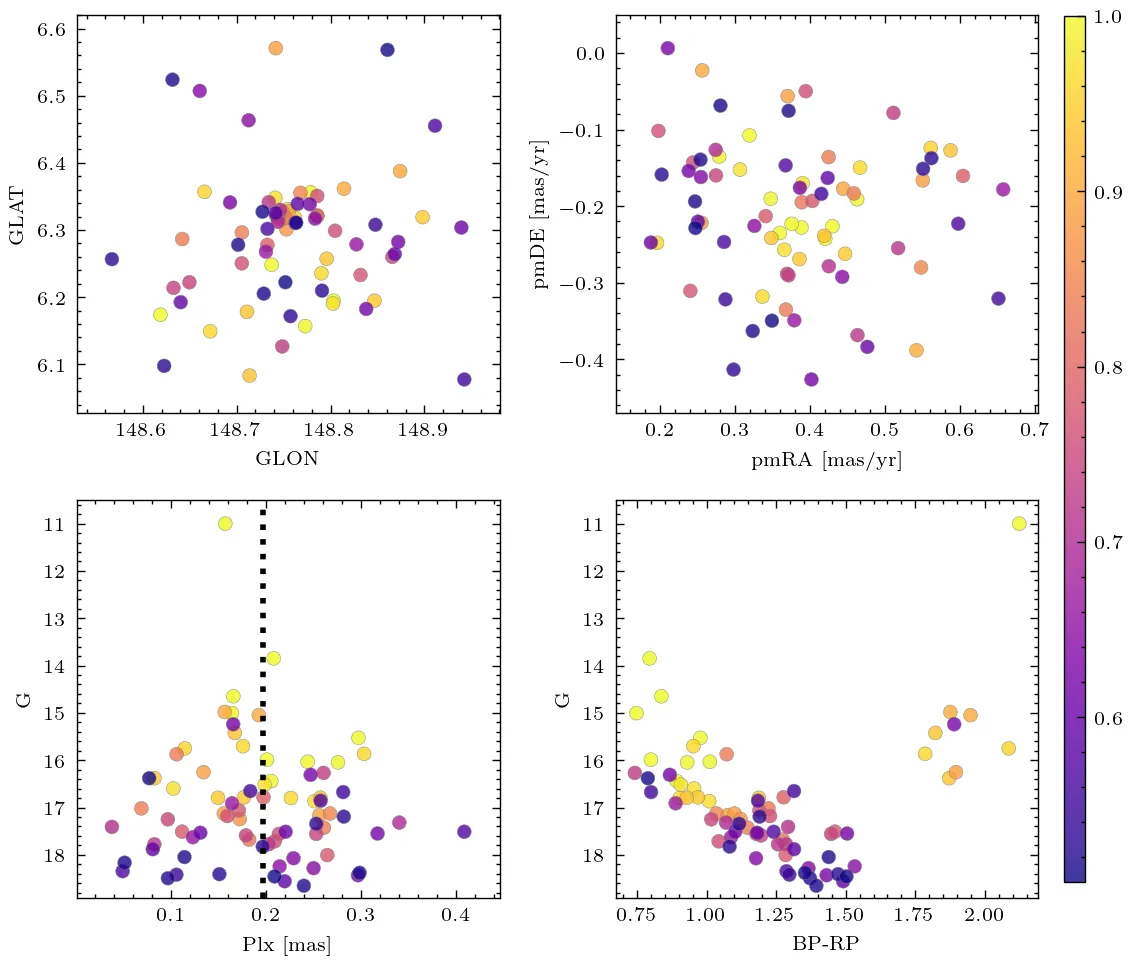 6.6
6.5
6.4
6.3
6.2
6.1
GLAT
148.6 148.7 148.8 148.9
GLON
0.0
−0.1
−0.2
−0.3
−0.4
pmDE [mas/yr]
0.2 0.3 0.4 0.5 0.6 0.7
pmRA [mas/yr]
1.0
0.9
0.8
0.7
0.6
11
12
13
14
15
16
17
18
G
0.1 0.2 0.3 0.4
Plx [mas]
11
12
13
14
15
16
17
18
G
0.75 1.00 1.25 1.50 1.75 2.00
BP-RP